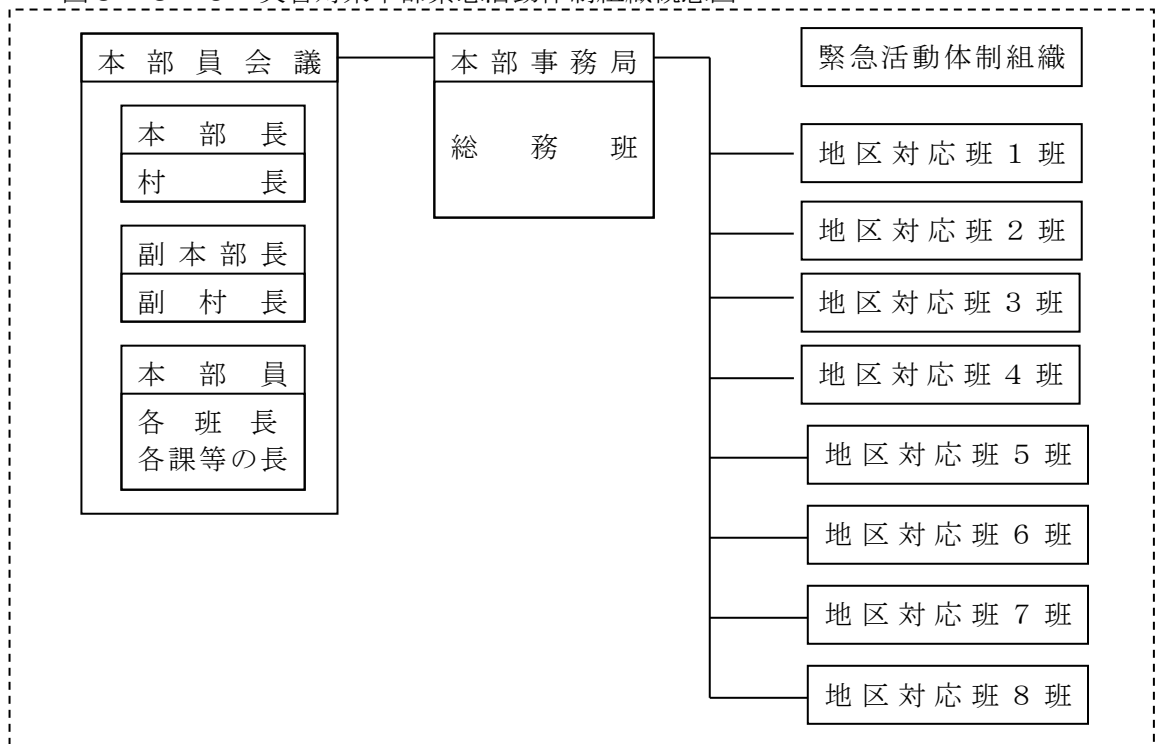 本部員会議
本部長
村長
副本部長
副村長
本部員
各班長
各課等の長
本部事務局
総務班
緊急活動体制組織
地区対応班１班
地区対応班２班
地区対応班３班
地区対応班４班
地区対応班５班
地区対応班６班
地区対応班７班
地区対応班８班